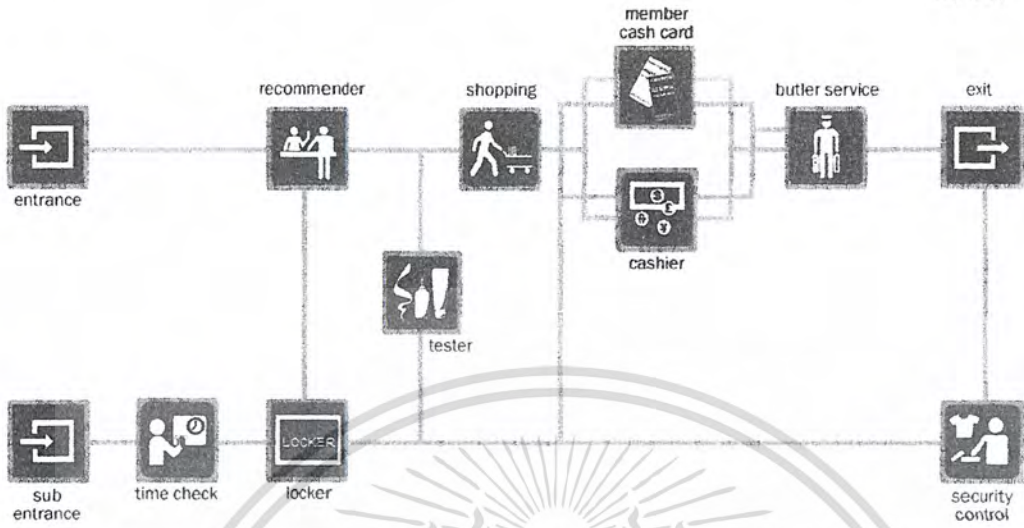 member
cash card
recommender
shopping
butler service
exit
entrance
cashier
tester
LOCKER
sub
entrance
time check
locker
security
control